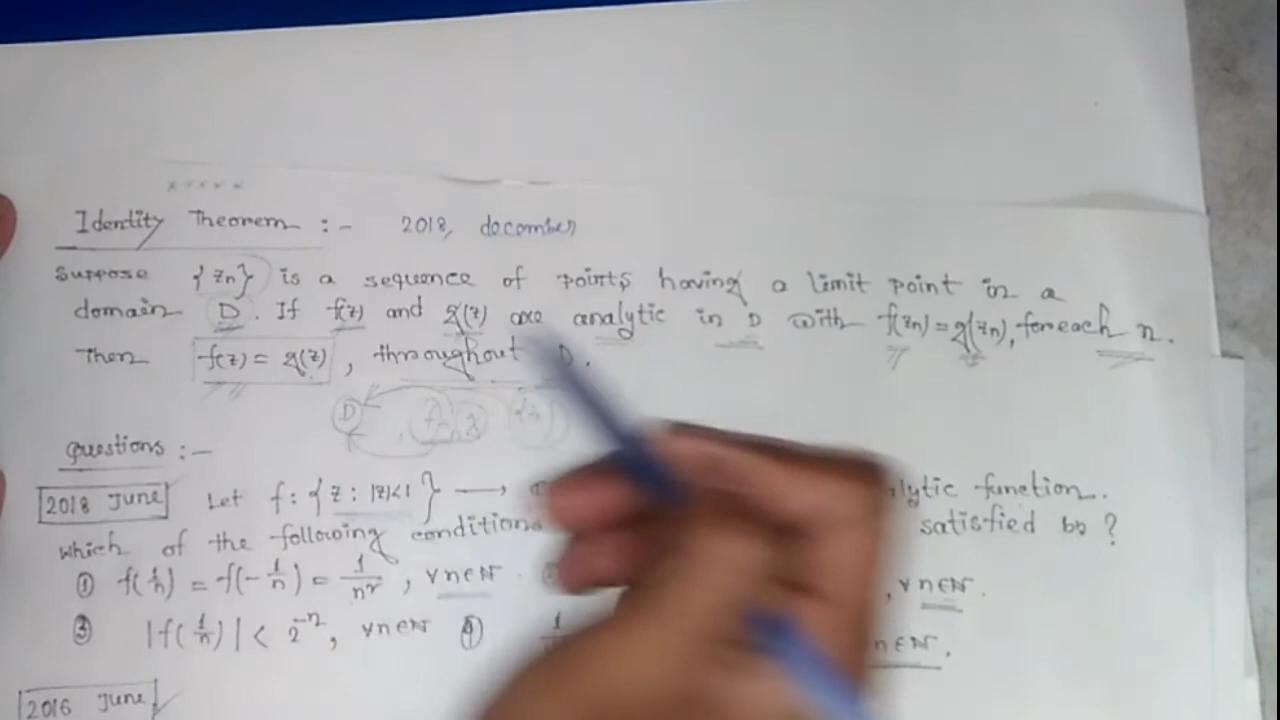 Identity Theorem :- 2018, december
Suppose {zn} is a sequence of points having a limit point in a
domain D. If f(z) and g(z) are analytic in D with f(zn) = g(zn), for each n.
Then f(z) = g(z), throughout D.
D f, g {zn}
Questions :-
2018 June Let f: {z : |z|<1} → lytic function.
which of the following conditions satisfied by?
① f(1/n) = f(-1/n) = 1/n², ∀n∈N. , ∀n∈N.
③ |f(1/n)| < 2⁻ⁿ, ∀n∈N ④ n∈N.
2016 June